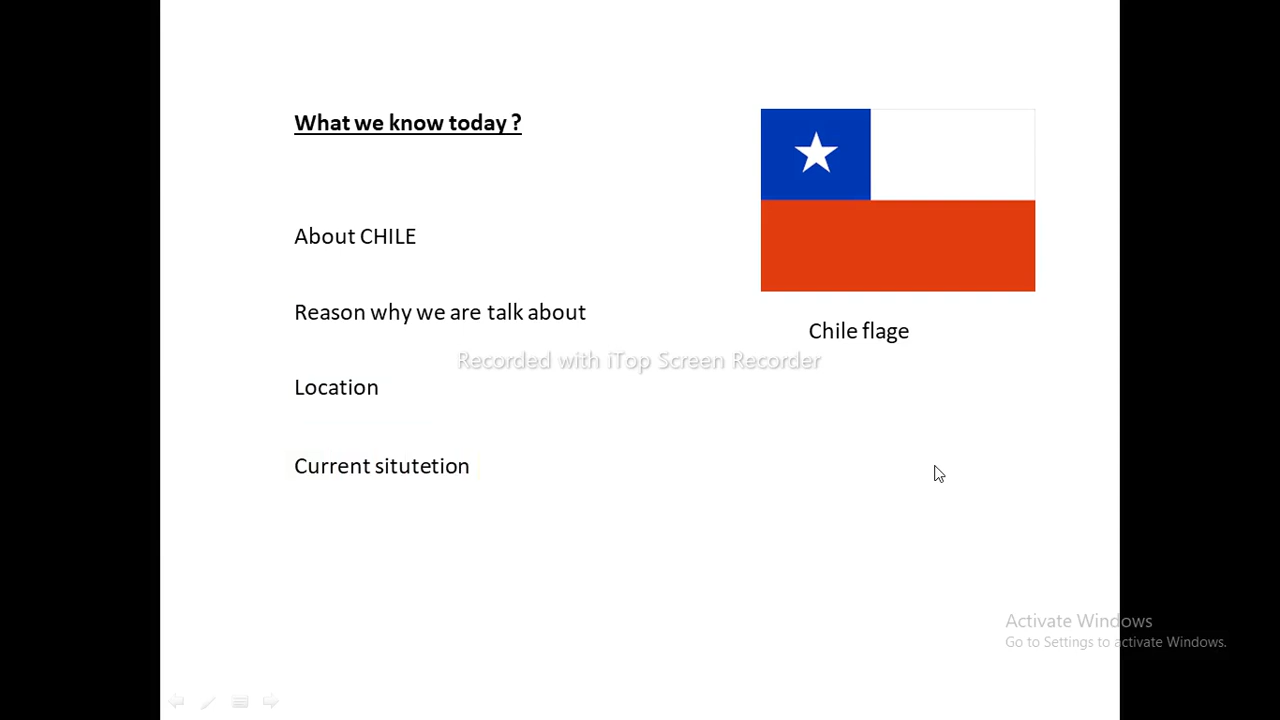 What we know today ?
About CHILE
Reason why we are talk about
Chile flage
Recorded with iTop Screen Recorder
Location
Current situtetion
Activate Windows
Go to Settings to activate Windows.